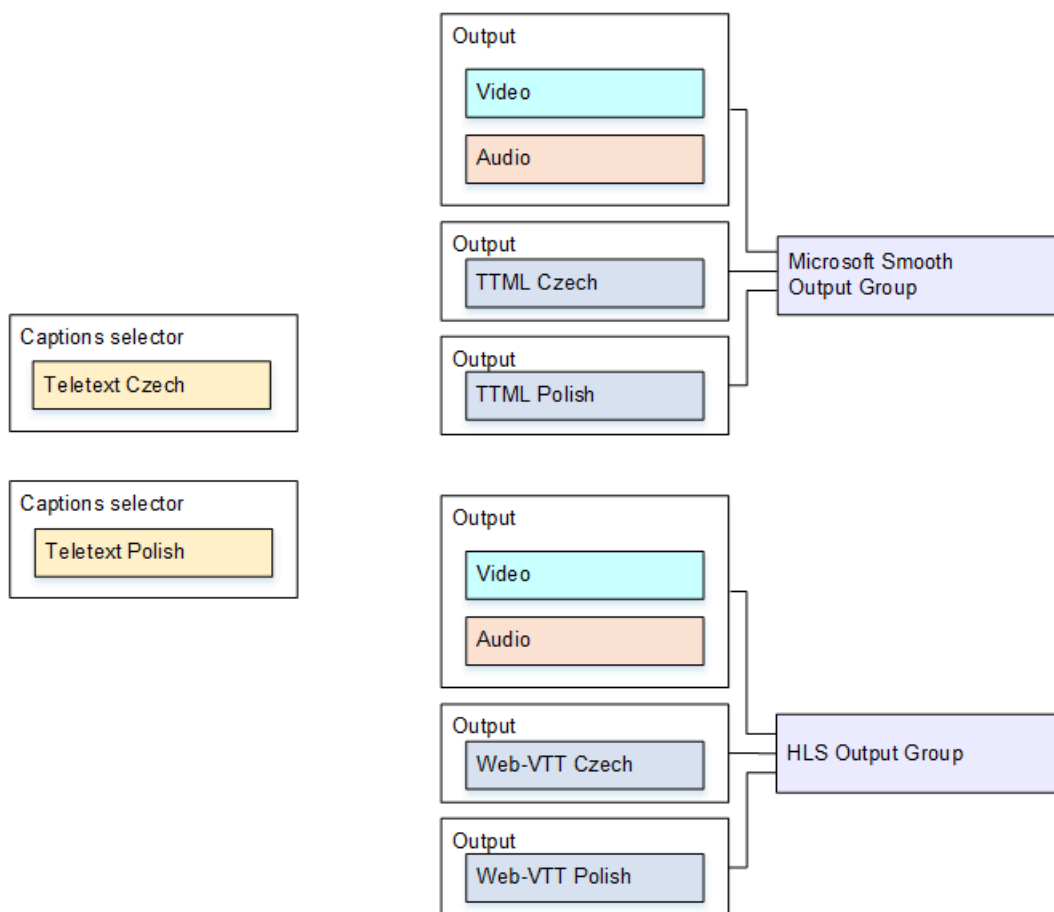 Captions selector
Teletext Czech
Captions selector
Teletext Polish
Output
Video
Audio
Output
TTML Czech
Output
TTML Polish
Microsoft Smooth
Output Group
Output
Video
Audio
Output
Web-VTT Czech
Output
Web-VTT Polish
HLS Output Group